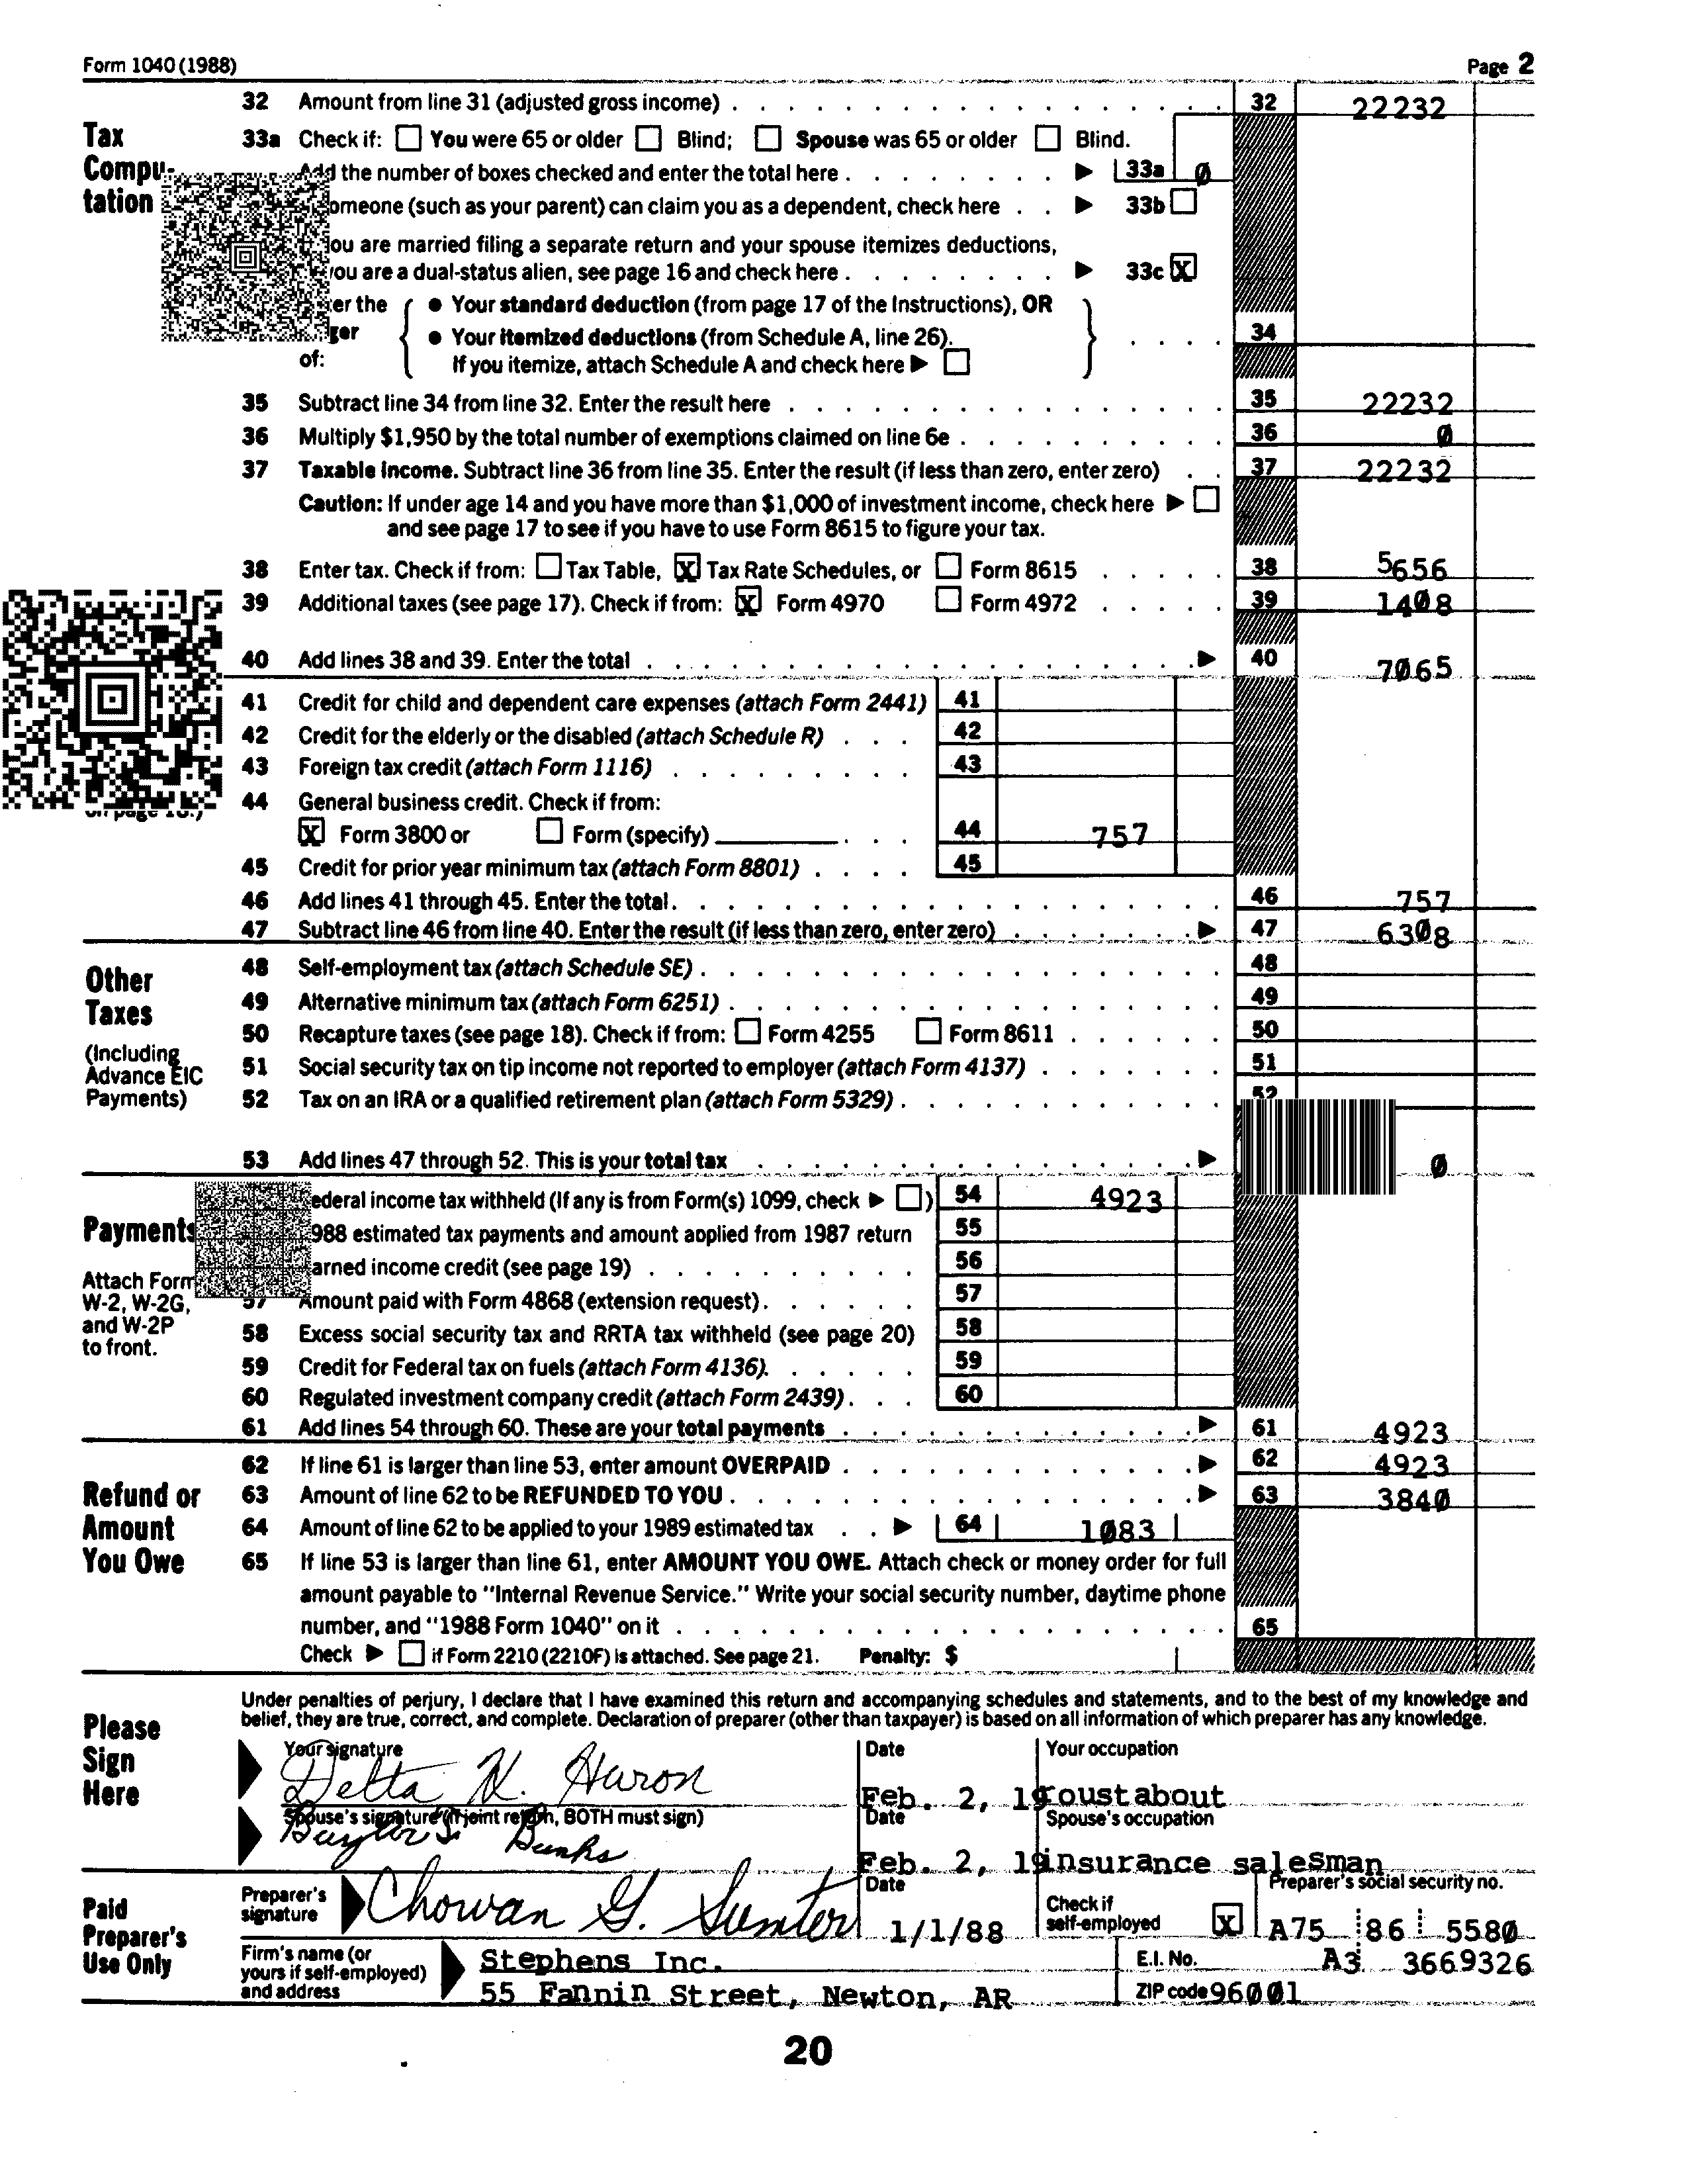 Form 1040 (1988) Page 2
32 Amount from line 31 (adjusted gross income) 32 22232
Tax Compu- tation
33a Check if: You were 65 or older Blind; Spouse was 65 or older Blind.
Add the number of boxes checked and enter the total here 33a 0
omeone (such as your parent) can claim you as a dependent, check here 33b
ou are married filing a separate return and your spouse itemizes deductions,
you are a dual-status alien, see page 16 and check here 33c X
er the ● Your standard deduction (from page 17 of the Instructions), OR
ger ● Your itemized deductions (from Schedule A, line 26). 34
of: If you itemize, attach Schedule A and check here
35 Subtract line 34 from line 32. Enter the result here 35 22232
36 Multiply $1,950 by the total number of exemptions claimed on line 6e 36 0
37 Taxable income. Subtract line 36 from line 35. Enter the result (if less than zero, enter zero) 37 22232
Caution: If under age 14 and you have more than $1,000 of investment income, check here
and see page 17 to see if you have to use Form 8615 to figure your tax.
38 Enter tax. Check if from: Tax Table, X Tax Rate Schedules, or Form 8615 38 5656
39 Additional taxes (see page 17). Check if from: X Form 4970 Form 4972 39 1408
40 Add lines 38 and 39. Enter the total 40 7065
41 Credit for child and dependent care expenses (attach Form 2441) 41
42 Credit for the elderly or the disabled (attach Schedule R) 42
43 Foreign tax credit (attach Form 1116) 43
44 General business credit. Check if from:
on page 18.)
X Form 3800 or Form (specify) 44 757
45 Credit for prior year minimum tax (attach Form 8801) 45
46 Add lines 41 through 45. Enter the total 46 757
47 Subtract line 46 from line 40. Enter the result (if less than zero, enter zero) 47 6308
Other Taxes
(Including Advance EIC Payments)
48 Self-employment tax (attach Schedule SE) 48
49 Alternative minimum tax (attach Form 6251) 49
50 Recapture taxes (see page 18). Check if from: Form 4255 Form 8611 50
51 Social security tax on tip income not reported to employer (attach Form 4137) 51
52 Tax on an IRA or a qualified retirement plan (attach Form 5329) 52
53 Add lines 47 through 52. This is your total tax 0
Payments
Attach Form W-2, W-2G, and W-2P to front.
ederal income tax withheld (If any is from Form(s) 1099, check ) 54 4923
988 estimated tax payments and amount applied from 1987 return 55
arned income credit (see page 19) 56
57 Amount paid with Form 4868 (extension request) 57
58 Excess social security tax and RRTA tax withheld (see page 20) 58
59 Credit for Federal tax on fuels (attach Form 4136) 59
60 Regulated investment company credit (attach Form 2439) 60
61 Add lines 54 through 60. These are your total payments 61 4923
Refund or Amount You Owe
62 If line 61 is larger than line 53, enter amount OVERPAID 62 4923
63 Amount of line 62 to be REFUNDED TO YOU 63 3840
64 Amount of line 62 to be applied to your 1989 estimated tax 64 1083
65 If line 53 is larger than line 61, enter AMOUNT YOU OWE. Attach check or money order for full
amount payable to "Internal Revenue Service." Write your social security number, daytime phone
number, and "1988 Form 1040" on it 65
Check if Form 2210 (2210F) is attached. See page 21. Penalty: $
Please Sign Here
Under penalties of perjury, I declare that I have examined this return and accompanying schedules and statements, and to the best of my knowledge and
belief, they are true, correct, and complete. Declaration of preparer (other than taxpayer) is based on all information of which preparer has any knowledge.
Your signature Date Your occupation
Delta N. Huron Feb. 2, 19 roustabout
Spouse's signature (if joint return, BOTH must sign) Date Spouse's occupation
Baylor S. Banks Feb. 2, 19 insurance salesman
Paid Preparer's Use Only
Preparer's signature Chowan G. Sumter Date 1/1/88 Check if self-employed X Preparer's social security no. A75 86 5580
Firm's name (or yours if self-employed) and address Stephens Inc. E.I. No. A3 3669326
55 Fannin Street, Newton, AR ZIP code 96001
20